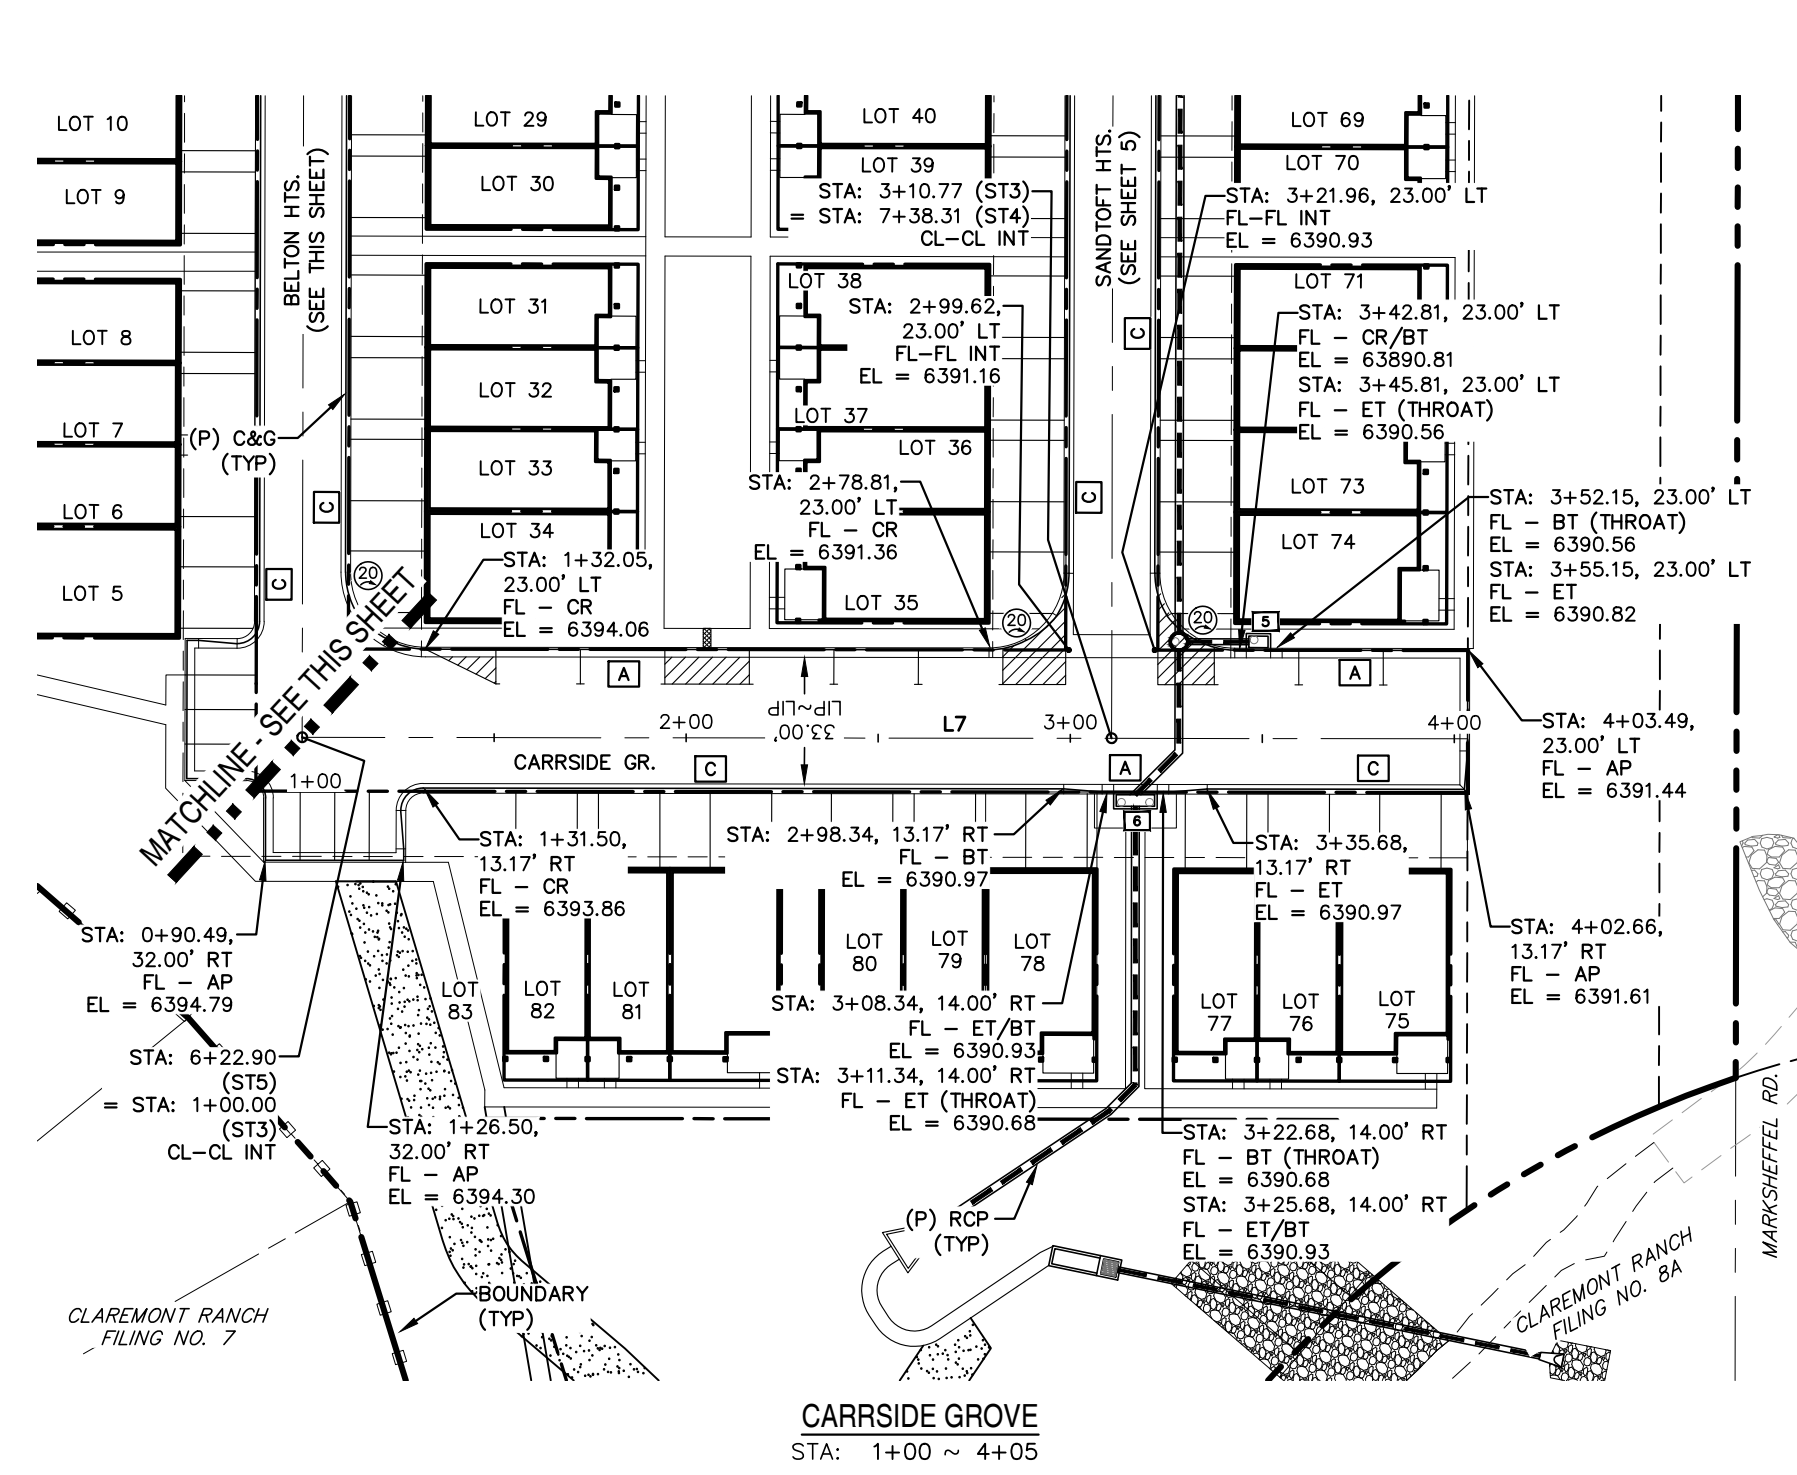 LOT 10
LOT 9
LOT 8
LOT 7
LOT 6
LOT 5
BELTON HTS.
(SEE THIS SHEET)
(P) C&G
(TYP)
C
C
20
MATCHLINE - SEE THIS SHEET
LOT 29
LOT 30
LOT 31
LOT 32
LOT 33
LOT 34
STA: 1+32.05,
23.00' LT
FL - CR
EL = 6394.06
LOT 40
LOT 39
STA: 3+10.77 (ST3)
= STA: 7+38.31 (ST4)
CL-CL INT
LOT 38
STA: 2+99.62,
23.00' LT
FL-FL INT
EL = 6391.16
LOT 37
LOT 36
STA: 2+78.81,
23.00' LT
FL - CR
EL = 6391.36
LOT 35
20
SANDTOFT HTS.
(SEE SHEET 5)
C
C
LOT 69
LOT 70
STA: 3+21.96, 23.00' LT
FL-FL INT
EL = 6390.93
LOT 71
STA: 3+42.81, 23.00' LT
FL - CR/BT
EL = 63890.81
STA: 3+45.81, 23.00' LT
FL - ET (THROAT)
EL = 6390.56
LOT 73
LOT 74
20
5
STA: 3+52.15, 23.00' LT
FL - BT (THROAT)
EL = 6390.56
STA: 3+55.15, 23.00' LT
FL - ET
EL = 6390.82
A
A
33.00'
LIP~LIP
1+00
2+00
L7
3+00
4+00
CARRSIDE GR.
C
A
C
6
STA: 4+03.49,
23.00' LT
FL - AP
EL = 6391.44
STA: 1+31.50,
13.17' RT
FL - CR
EL = 6393.86
STA: 2+98.34, 13.17' RT
FL - BT
EL = 6390.97
STA: 3+35.68,
13.17' RT
FL - ET
EL = 6390.97
STA: 4+02.66,
13.17' RT
FL - AP
EL = 6391.61
STA: 0+90.49,
32.00' RT
FL - AP
EL = 6394.79
LOT
83
LOT
82
LOT
81
LOT
80
LOT
79
LOT
78
LOT
77
LOT
76
LOT
75
STA: 6+22.90
(ST5)
= STA: 1+00.00
(ST3)
CL-CL INT
STA: 1+26.50,
32.00' RT
FL - AP
EL = 6394.30
STA: 3+08.34, 14.00' RT
FL - ET/BT
EL = 6390.93
STA: 3+11.34, 14.00' RT
FL - ET (THROAT)
EL = 6390.68
STA: 3+22.68, 14.00' RT
FL - BT (THROAT)
EL = 6390.68
STA: 3+25.68, 14.00' RT
FL - ET/BT
EL = 6390.93
(P) RCP
(TYP)
BOUNDARY
(TYP)
CLAREMONT RANCH
FILING NO. 7
CLAREMONT RANCH
FILING NO. 8A
MARKSHEFFEL RD.
CARRSIDE GROVE
STA: 1+00 ~ 4+05